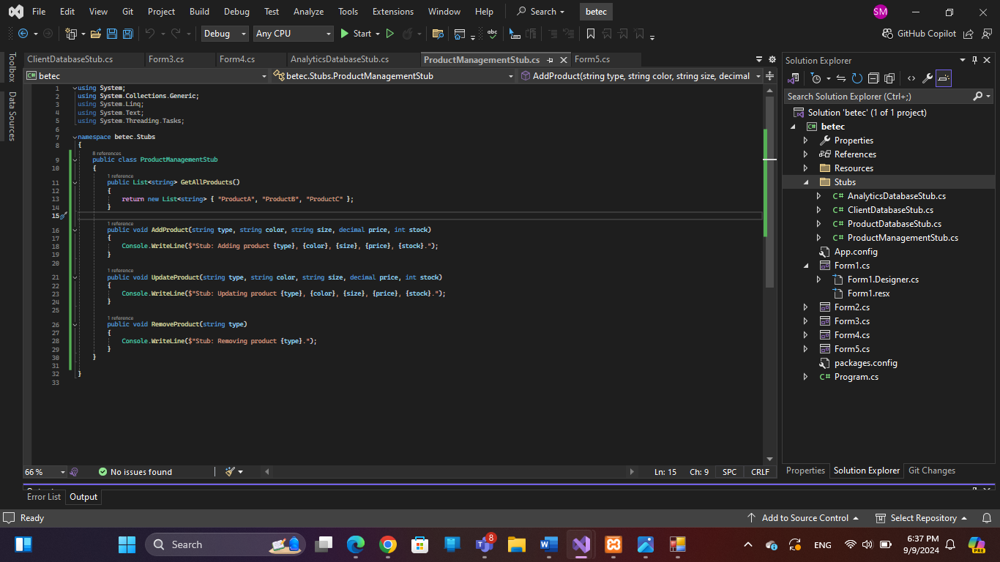 File Edit View Git Project Build Debug Test Analyze Tools Extensions Window Help Search betec SM
Debug Any CPU Start abc GitHub Copilot
ClientDatabaseStub.cs Form3.cs Form4.cs AnalyticsDatabaseStub.cs ProductManagementStub.cs Form5.cs
betec betec.Stubs.ProductManagementStub AddProduct(string type, string color, string size, decimal
Toolbox
Data Sources
1 using System;
2 using System.Collections.Generic;
3 using System.Linq;
4 using System.Text;
5 using System.Threading.Tasks;
6
7 namespace betec.Stubs
8 {
8 references
9 public class ProductManagementStub
10 {
1 reference
11 public List<string> GetAllProducts()
12 {
13 return new List<string> { "ProductA", "ProductB", "ProductC" };
14 }
15
1 reference
16 public void AddProduct(string type, string color, string size, decimal price, int stock)
17 {
18 Console.WriteLine($"Stub: Adding product {type}, {color}, {size}, {price}, {stock}.");
19 }
20
1 reference
21 public void UpdateProduct(string type, string color, string size, decimal price, int stock)
22 {
23 Console.WriteLine($"Stub: Updating product {type}, {color}, {size}, {price}, {stock}.");
24 }
25
1 reference
26 public void RemoveProduct(string type)
27 {
28 Console.WriteLine($"Stub: Removing product {type}.");
29 }
30 }
31
32 }
33
66 % No issues found Ln: 15 Ch: 9 SPC CRLF
Solution Explorer
Search Solution Explorer (Ctrl+;)
Solution 'betec' (1 of 1 project)
C# betec
Properties
References
Resources
Stubs
C# AnalyticsDatabaseStub.cs
C# ClientDatabaseStub.cs
C# ProductDatabaseStub.cs
C# ProductManagementStub.cs
App.config
Form1.cs
Form1.Designer.cs
Form1.resx
Form2.cs
Form3.cs
Form4.cs
Form5.cs
packages.config
C# Program.cs
Properties Solution Explorer Git Changes
Error List Output
Ready Add to Source Control Select Repository
Search 8 ENG 6:37 PM
9/9/2024
PRE